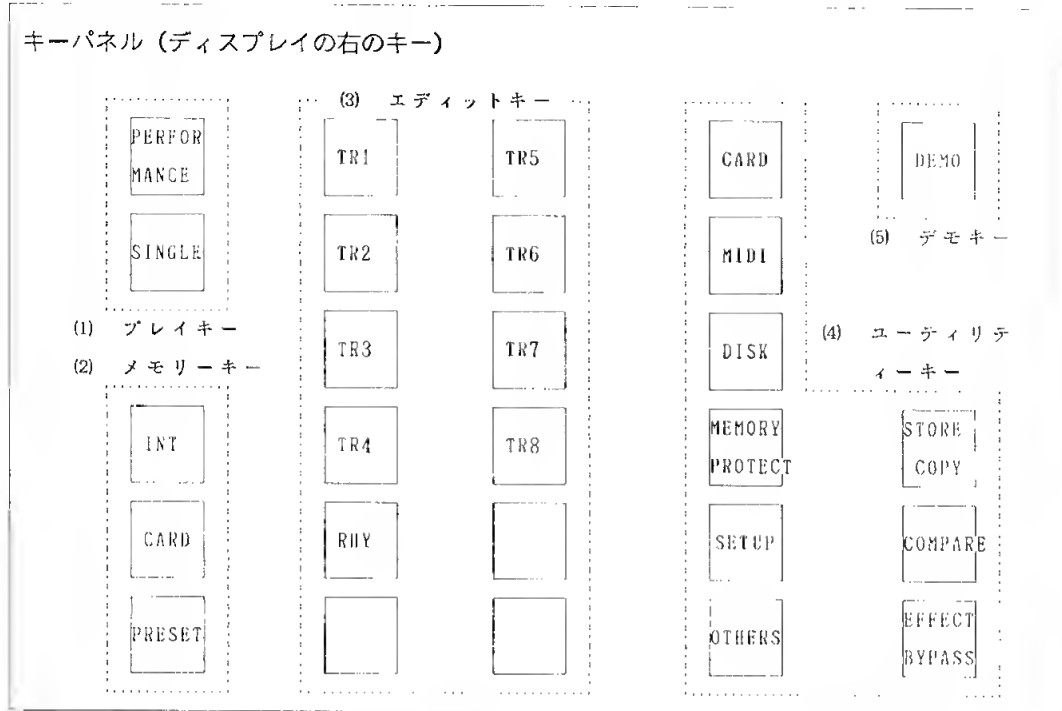 キーパネル (ディスプレイの右のキー)
PERFOR
MANCE
SINGLE
(1) プレイキー
(2) メモリーキー
INT
CARD
PRESET
(3) エディットキー
TR1
TR5
TR2
TR6
TR3
TR7
TR4
TR8
RHY
CARD
MIDI
DISK
MEMORY
PROTECT
SETUP
OTHERS
DEMO
(5) デモキー
(4) ユーティリテ
ィーキー
STORE
COPY
COMPARE
EFFECT
BYPASS